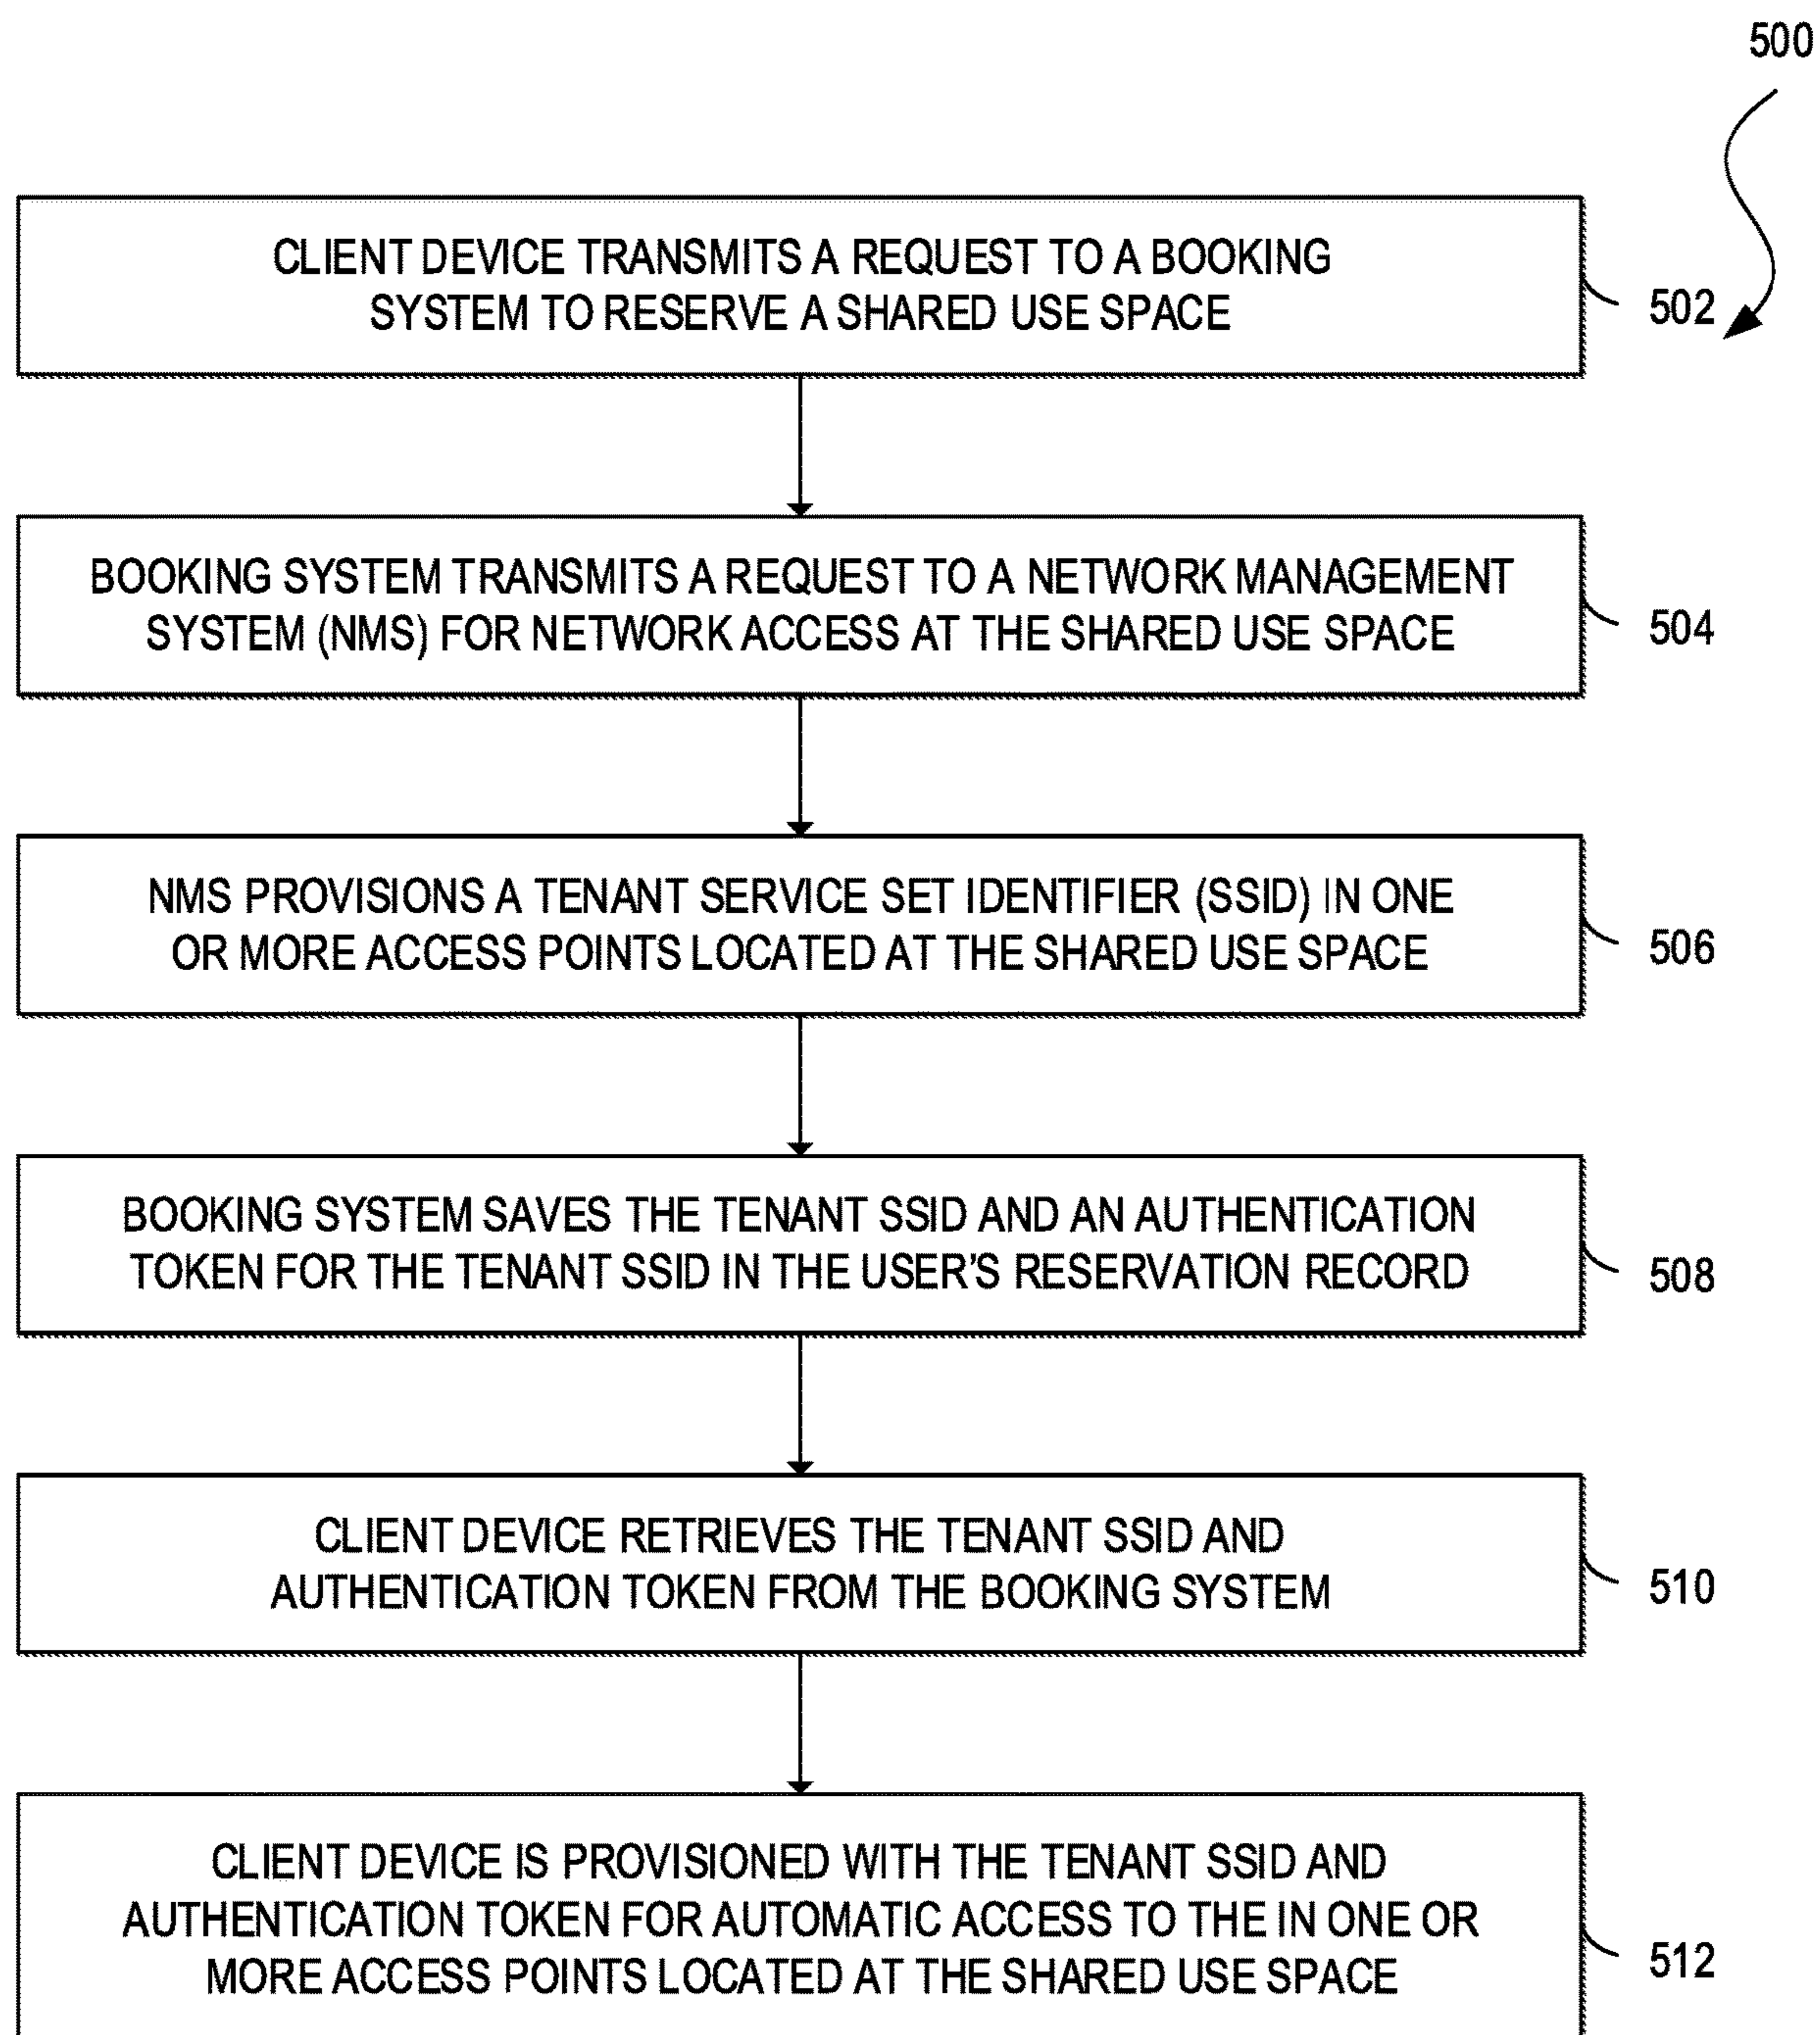 500
CLIENT DEVICE TRANSMITS A REQUEST TO A BOOKING
SYSTEM TO RESERVE A SHARED USE SPACE
502
BOOKING SYSTEM TRANSMITS A REQUEST TO A NETWORK MANAGEMENT
SYSTEM (NMS) FOR NETWORK ACCESS AT THE SHARED USE SPACE
504
NMS PROVISIONS A TENANT SERVICE SET IDENTIFIER (SSID) IN ONE
OR MORE ACCESS POINTS LOCATED AT THE SHARED USE SPACE
506
BOOKING SYSTEM SAVES THE TENANT SSID AND AN AUTHENTICATION
TOKEN FOR THE TENANT SSID IN THE USER'S RESERVATION RECORD
508
CLIENT DEVICE RETRIEVES THE TENANT SSID AND
AUTHENTICATION TOKEN FROM THE BOOKING SYSTEM
510
CLIENT DEVICE IS PROVISIONED WITH THE TENANT SSID AND
AUTHENTICATION TOKEN FOR AUTOMATIC ACCESS TO THE IN ONE OR
MORE ACCESS POINTS LOCATED AT THE SHARED USE SPACE
512